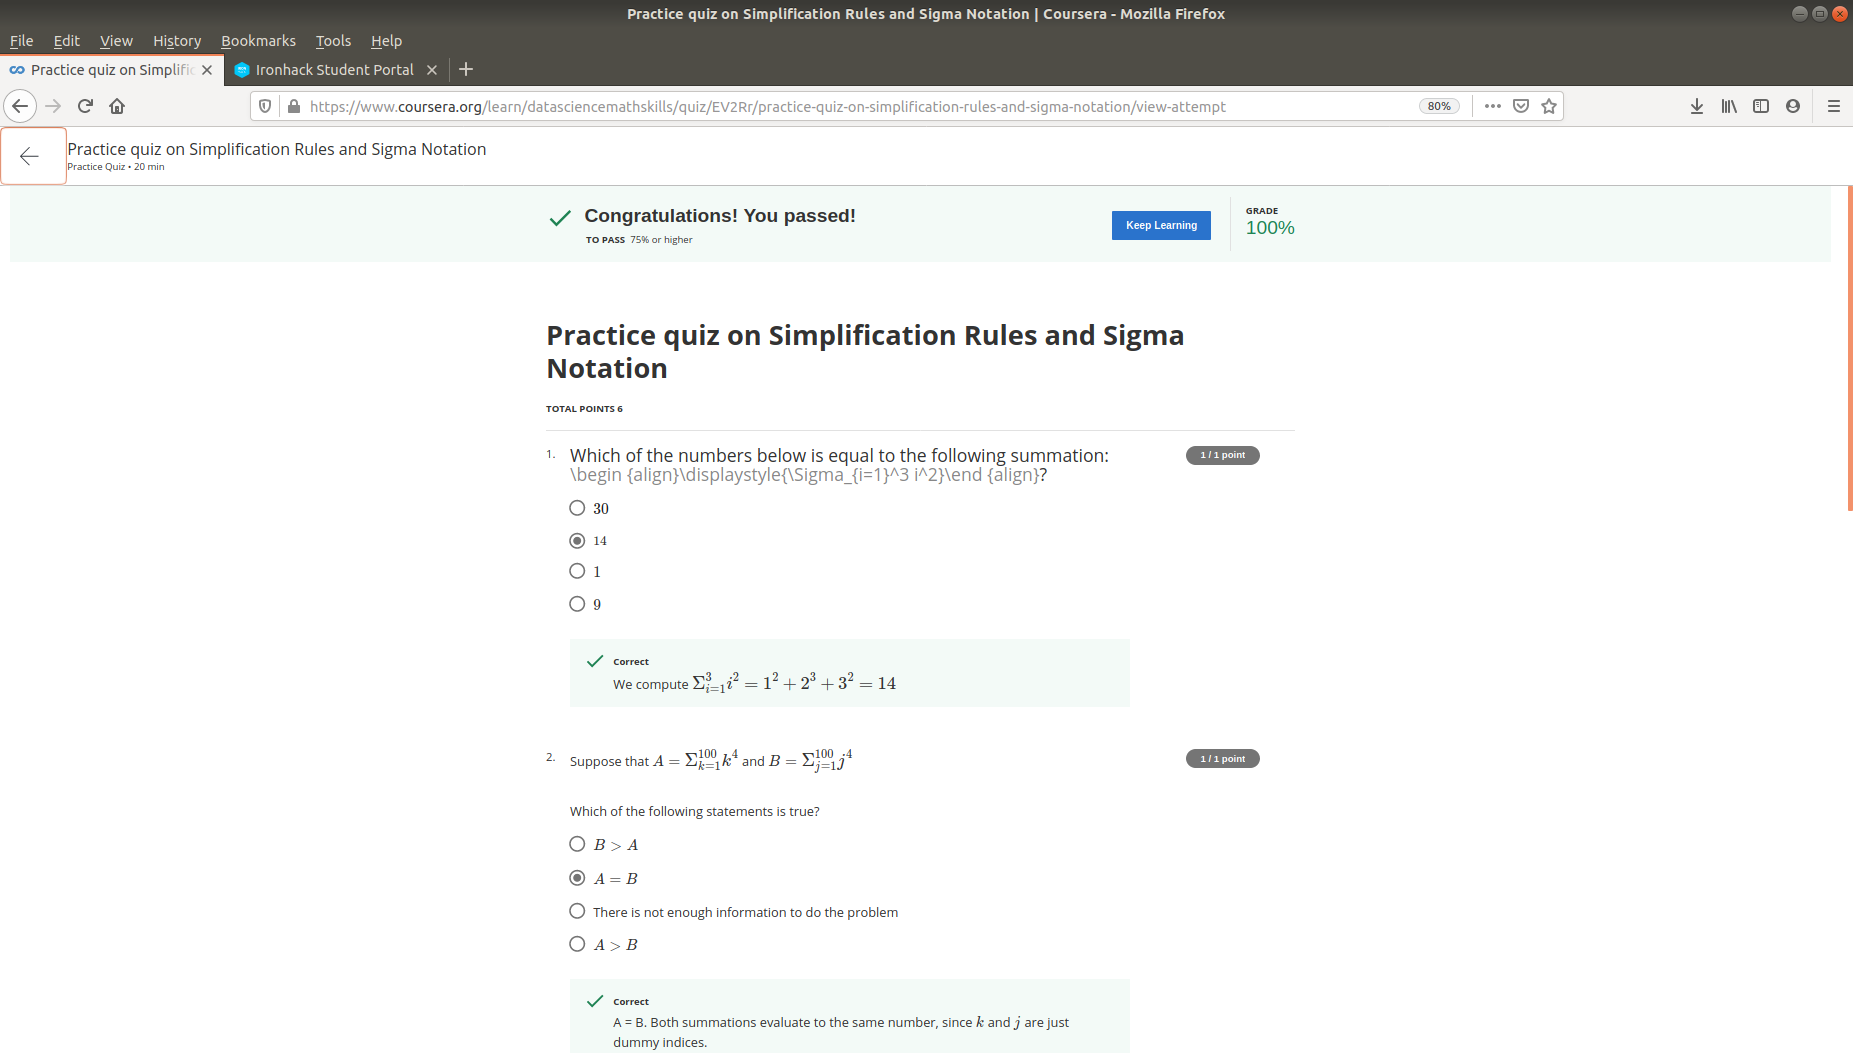 Practice quiz on Simplification Rules and Sigma Notation | Coursera - Mozilla Firefox
File Edit View History Bookmarks Tools Help
Practice quiz on Simplific Ironhack Student Portal
https://www.coursera.org/learn/datasciencemathskills/quiz/EV2Rr/practice-quiz-on-simplification-rules-and-sigma-notation/view-attempt 80%
Practice quiz on Simplification Rules and Sigma Notation
Practice Quiz • 20 min
Congratulations! You passed!
TO PASS 75% or higher
Keep Learning
GRADE
100%
Practice quiz on Simplification Rules and Sigma
Notation
TOTAL POINTS 6
1. Which of the numbers below is equal to the following summation: 1 / 1 point
\begin {align}\displaystyle{\Sigma_{i=1}^3 i^2}\end {align}?
30
14
1
9
Correct
We compute Σ_{i=1}^3 i^2 = 1^2 + 2^3 + 3^2 = 14
2. Suppose that A = Σ_{k=1}^{100} k^4 and B = Σ_{j=1}^{100} j^4 1 / 1 point
Which of the following statements is true?
B > A
A = B
There is not enough information to do the problem
A > B
Correct
A = B. Both summations evaluate to the same number, since k and j are just
dummy indices.